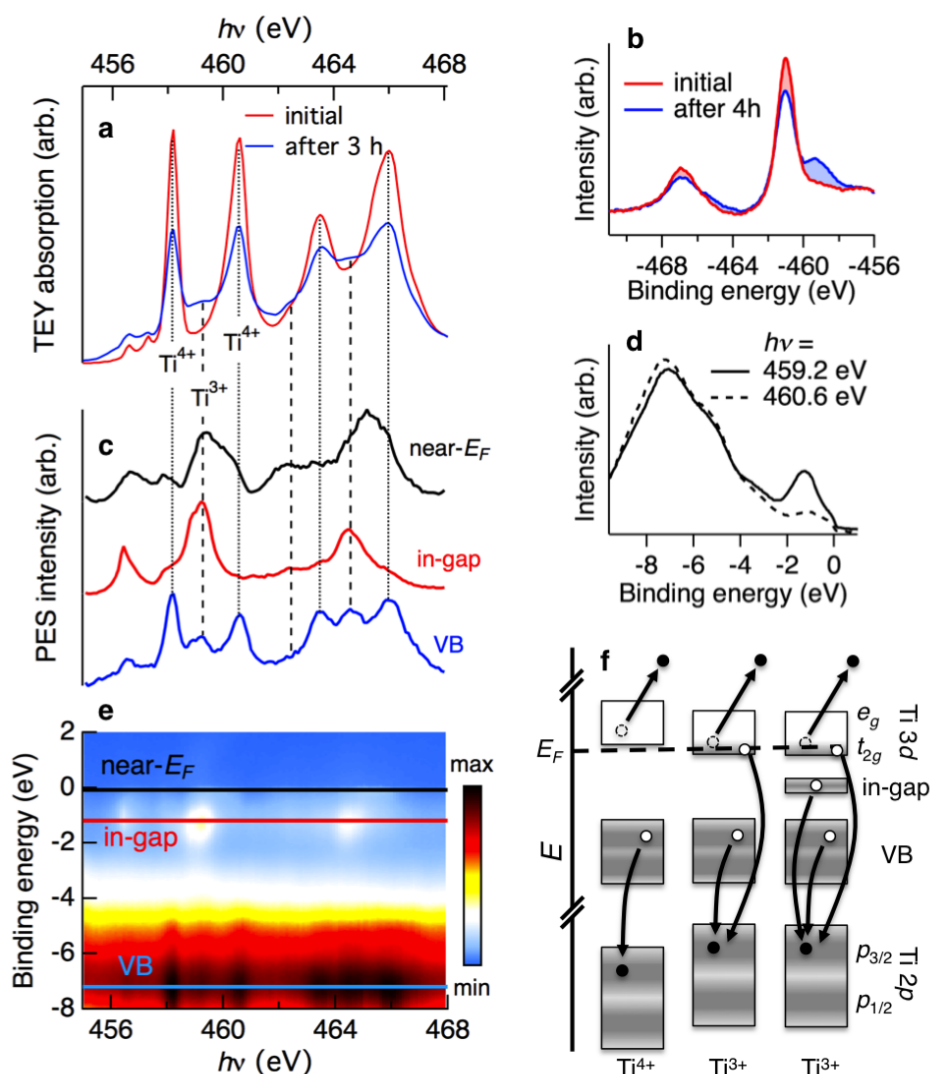 hν (eV)
456 460 464 468
a
initial
after 3 h
TEY absorption (arb.)
Ti4+
Ti4+
Ti3+
b
initial
after 4h
Intensity (arb.)
-468 -464 -460 -456
Binding energy (eV)
c
near-EF
in-gap
VB
PES intensity (arb.)
d
hν =
459.2 eV
460.6 eV
Intensity (arb.)
-8 -6 -4 -2 0
Binding energy (eV)
e
near-EF
in-gap
VB
2
0
-2
-4
-6
-8
Binding energy (eV)
max
min
456 460 464 468
hν (eV)
f
EF
E
eg
t2g
Ti 3d
in-gap
VB
p3/2
p1/2
Ti 2p
Ti4+ Ti3+ Ti3+